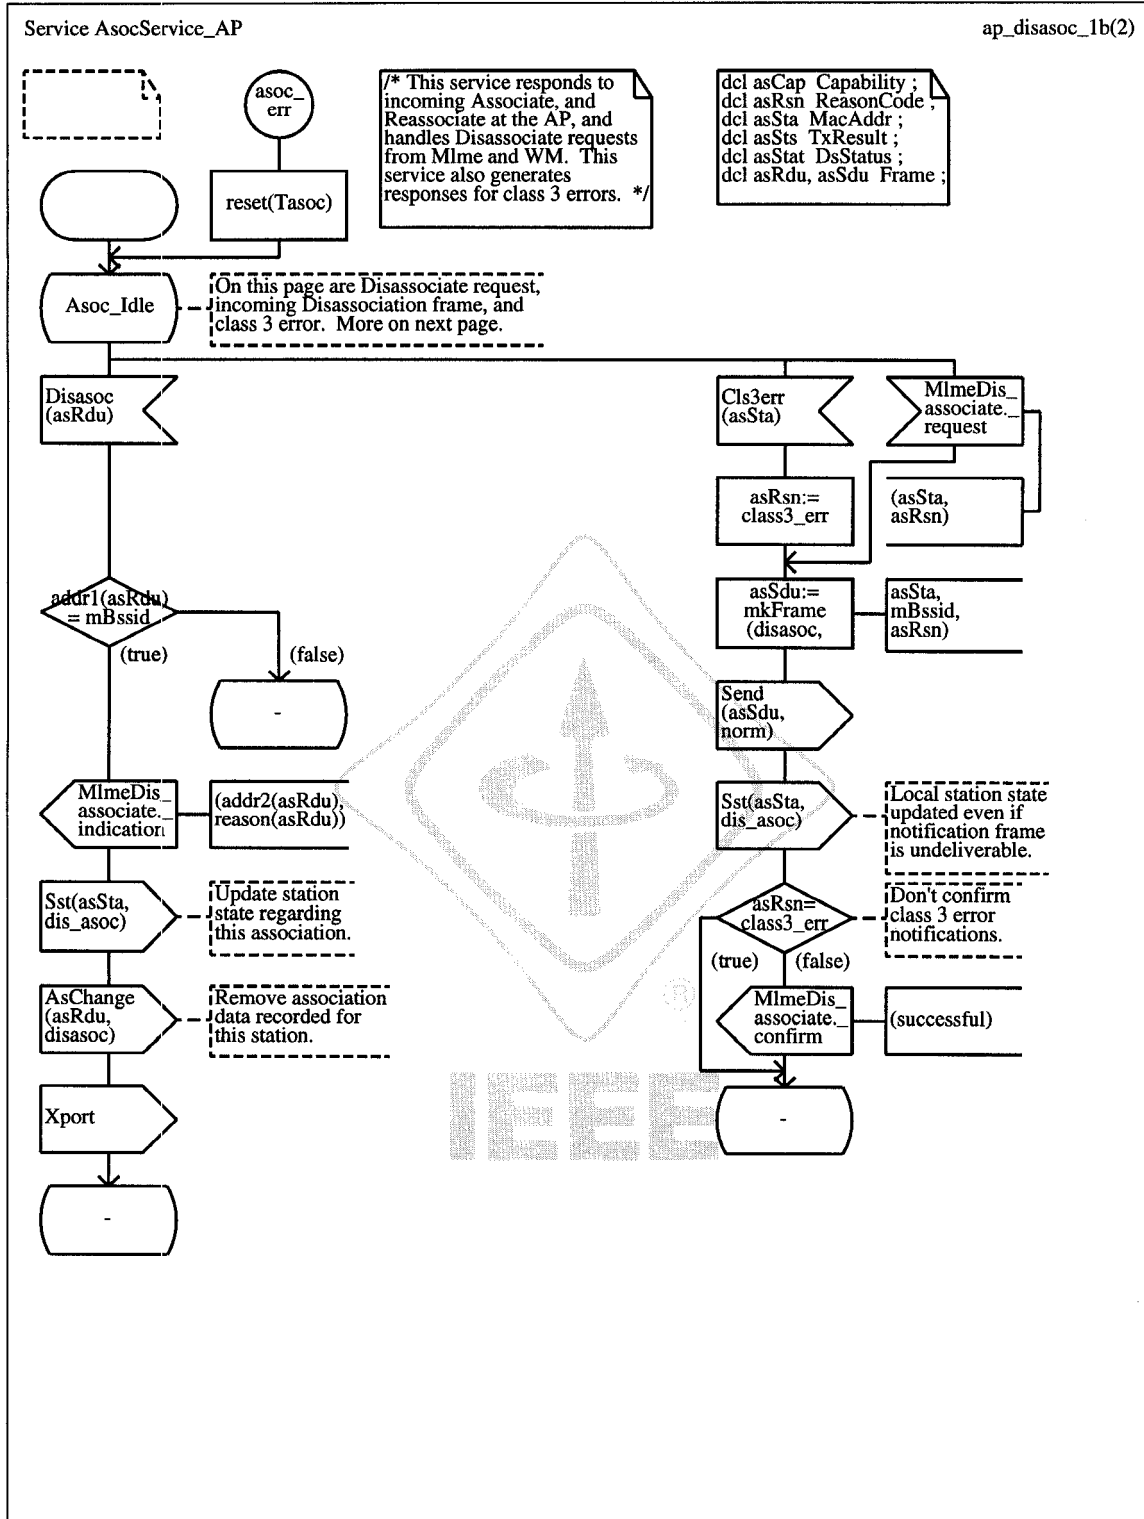 Service AsocService_AP
ap_disasoc_1b(2)
asoc_
err
/* This service responds to
incoming Associate, and
Reassociate at the AP, and
handles Disassociate requests
from Mlme and WM. This
service also generates
responses for class 3 errors. */
dcl asCap Capability ;
dcl asRsn ReasonCode ;
dcl asSta MacAddr ;
dcl asSts TxResult ;
dcl asStat DsStatus ;
dcl asRdu, asSdu Frame ;
reset(Tasoc)
Asoc_Idle
On this page are Disassociate request,
incoming Disassociation frame, and
class 3 error. More on next page.
Disasoc
(asRdu)
Cls3err
(asSta)
MlmeDis_
associate._
request
asRsn:=
class3_err
(asSta,
asRsn)
addr1(asRdu)
= mBssid
(true)
(false)
-
asSdu:=
mkFrame
(disasoc,
asSta,
mBssid,
asRsn)
Send
(asSdu,
norm)
MlmeDis_
associate._
indication
(addr2(asRdu),
reason(asRdu))
Sst(asSta,
dis_asoc)
Local station state
updated even if
notification frame
is undeliverable.
Sst(asSta,
dis_asoc)
Update station
state regarding
this association.
asRsn=
class3_err
Don't confirm
class 3 error
notifications.
(true)
(false)
AsChange
(asRdu,
disasoc)
Remove association
data recorded for
this station.
MlmeDis_
associate._
confirm
(successful)
Xport
-
-
IEEE
®